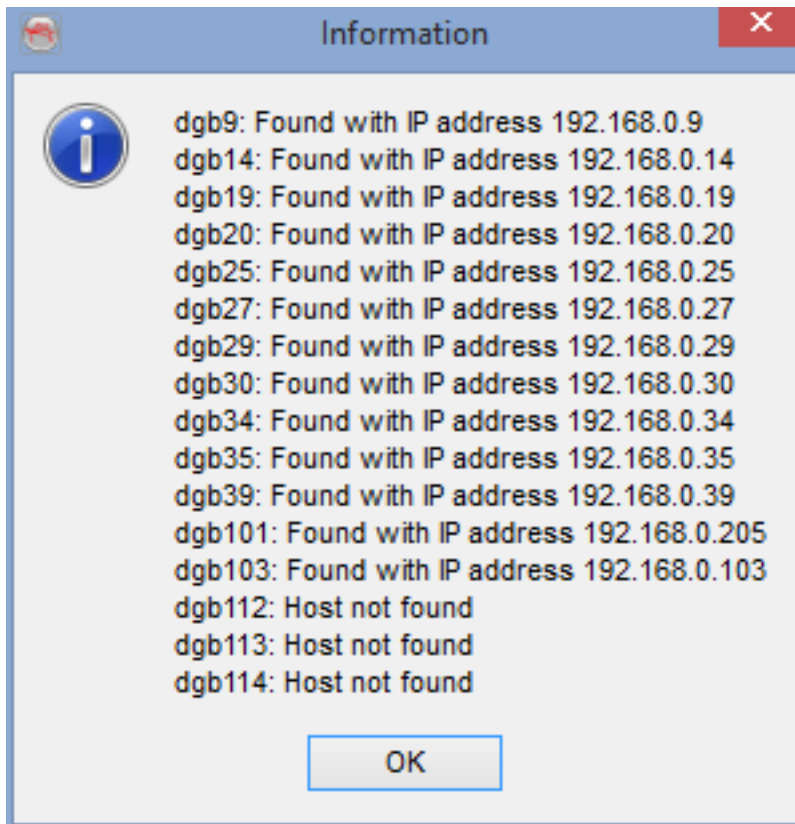 Information
dgb9: Found with IP address 192.168.0.9
dgb14: Found with IP address 192.168.0.14
dgb19: Found with IP address 192.168.0.19
dgb20: Found with IP address 192.168.0.20
dgb25: Found with IP address 192.168.0.25
dgb27: Found with IP address 192.168.0.27
dgb29: Found with IP address 192.168.0.29
dgb30: Found with IP address 192.168.0.30
dgb34: Found with IP address 192.168.0.34
dgb35: Found with IP address 192.168.0.35
dgb39: Found with IP address 192.168.0.39
dgb101: Found with IP address 192.168.0.205
dgb103: Found with IP address 192.168.0.103
dgb112: Host not found
dgb113: Host not found
dgb114: Host not found
OK